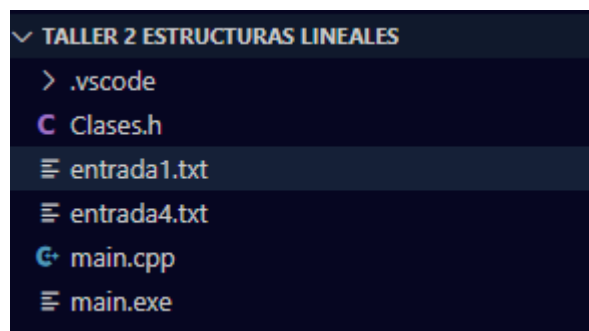 TALLER 2 ESTRUCTURAS LINEALES
.vscode
C Clases.h
entrada1.txt
entrada4.txt
main.cpp
main.exe